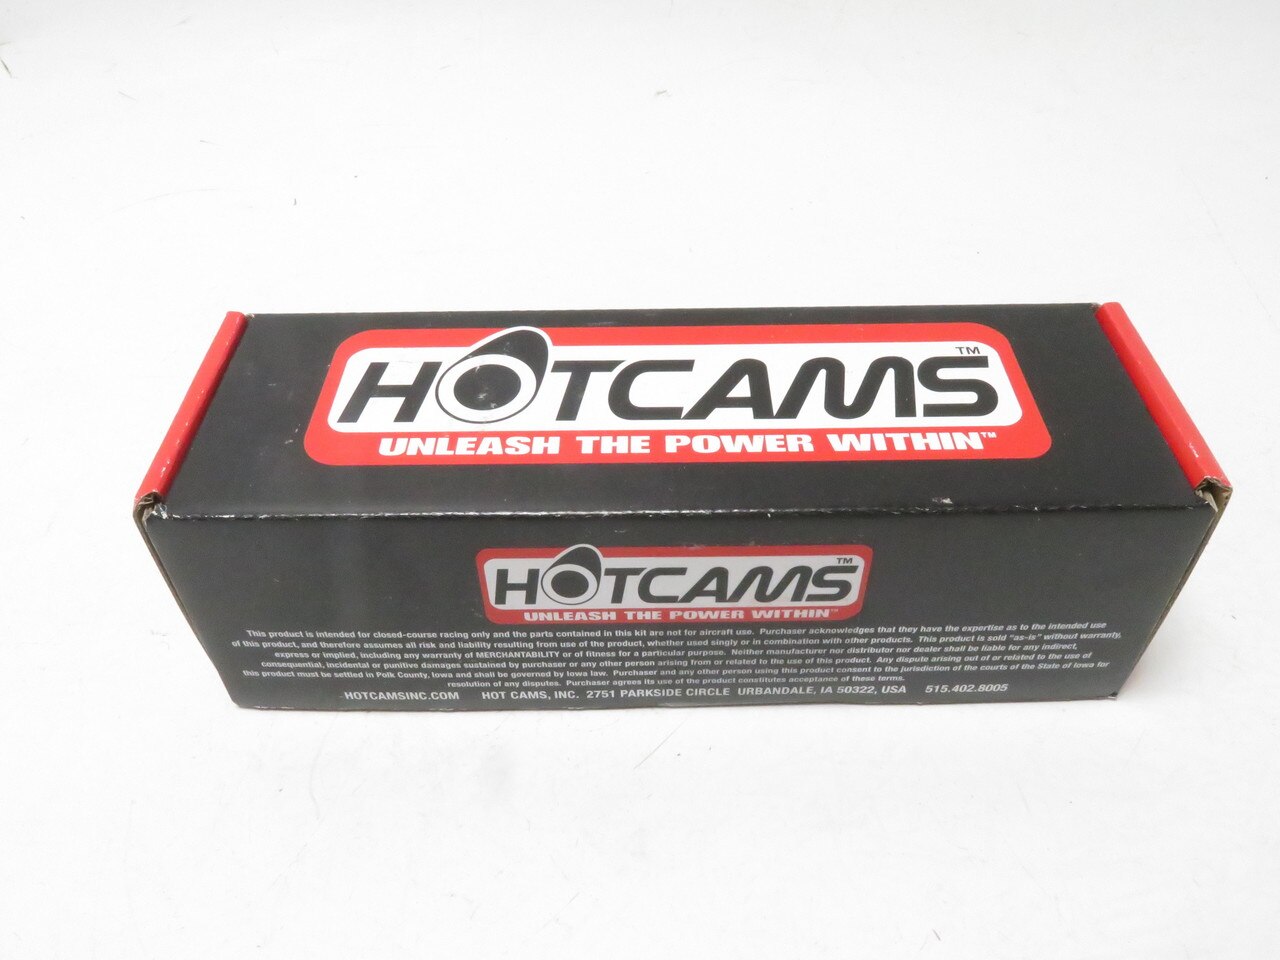 HOTCAMS™
UNLEASH THE POWER WITHIN™
HOTCAMS™
UNLEASH THE POWER WITHIN™
This product is intended for closed-course racing only and the parts contained in this kit are not for aircraft use. Purchaser acknowledges that they have the expertise as to the intended use
of this product, and therefore assumes all risk and liability resulting from use of the product, whether used singly or in combination with other products. This product is sold "as-is" without warranty,
express or implied, including any warranty of MERCHANTABILITY or of fitness for a particular purpose. Neither manufacturer nor distributor nor dealer shall be liable for any indirect,
consequential, incidental or punitive damages sustained by purchaser or any other person arising from or related to the use of this product. Any dispute arising out of or related to the use of
this product must be settled in Polk County, Iowa and shall be governed by Iowa law. Purchaser and any other person using this product consent to the jurisdiction of the courts of the State of Iowa for
resolution of any disputes. Purchaser agrees its use of the product constitutes acceptance of these terms.
HOTCAMSINC.COM HOT CAMS, INC. 2751 PARKSIDE CIRCLE URBANDALE, IA 50322, USA 515.402.8005